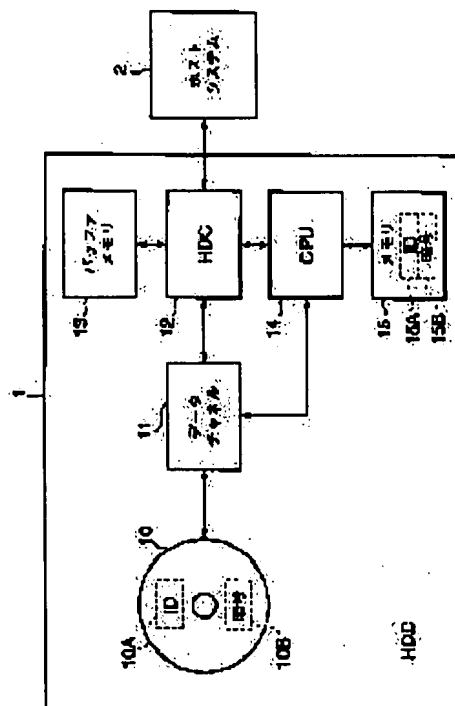 1
2
ホスト
システム
13
バッファ
メモリ
12
HDC
14
CPU
15
メモリ
ID
暗号
15A
15B
11
データ
チャネル
10
10A
ID
暗号
10B
HDD